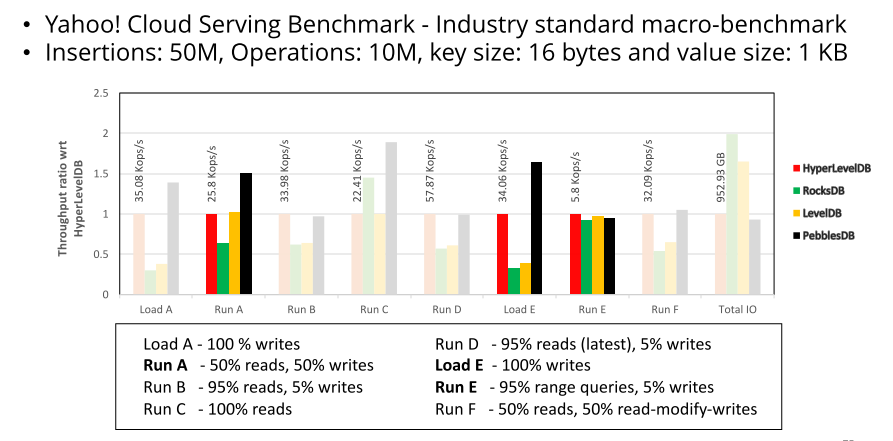 • Yahoo! Cloud Serving Benchmark - Industry standard macro-benchmark
• Insertions: 50M, Operations: 10M, key size: 16 bytes and value size: 1 KB
Throughput ratio wrt
HyperLevelDB
2.5
2
1.5
1
0.5
0
35.08 Kops/s
25.8 Kops/s
33.98 Kops/s
22.41 Kops/s
57.87 Kops/s
34.06 Kops/s
5.8 Kops/s
32.09 Kops/s
952.93 GB
Load A
Run A
Run B
Run C
Run D
Load E
Run E
Run F
Total IO
HyperLevelDB
RocksDB
LevelDB
PebblesDB
Load A - 100 % writes
Run A - 50% reads, 50% writes
Run B - 95% reads, 5% writes
Run C - 100% reads
Run D - 95% reads (latest), 5% writes
Load E - 100% writes
Run E - 95% range queries, 5% writes
Run F - 50% reads, 50% read-modify-writes